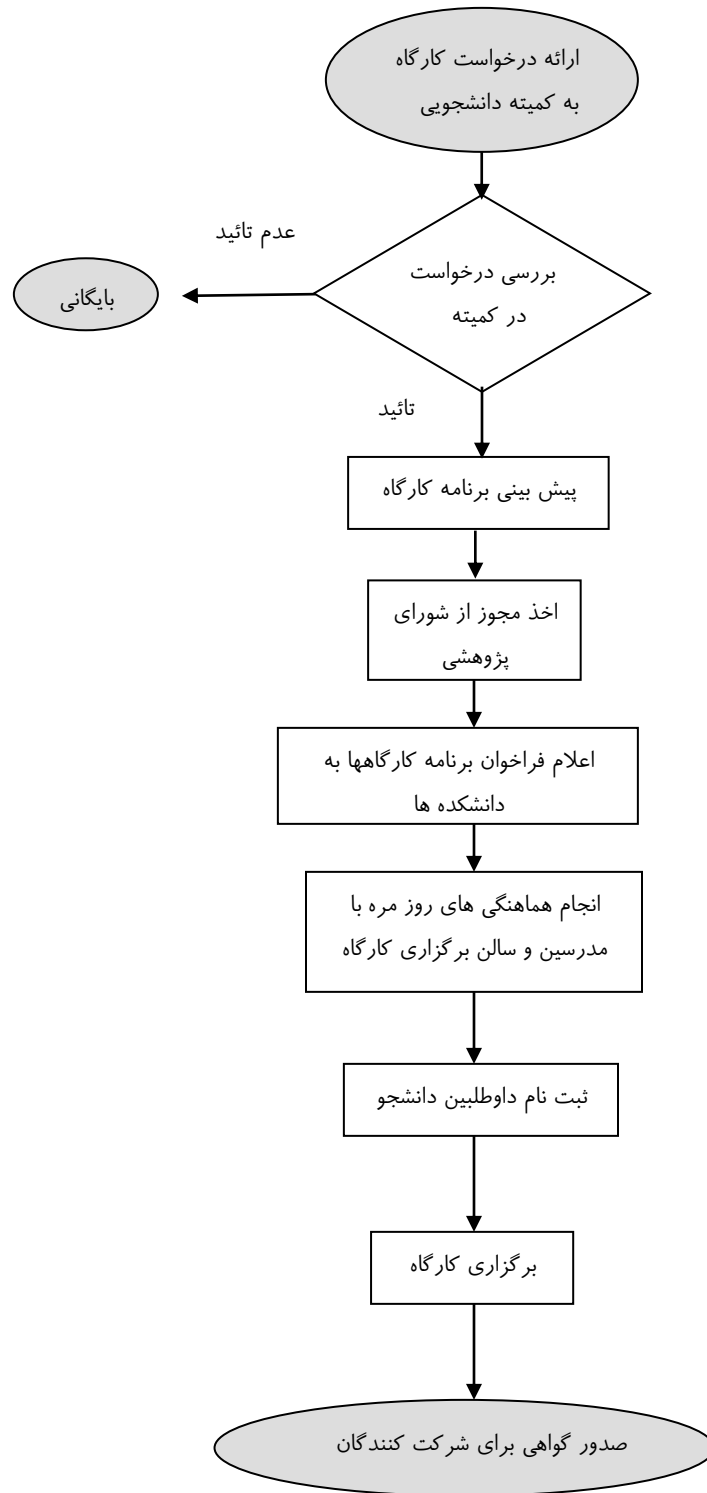 ارائه درخواست کارگاه
به کمیته دانشجویی
عدم تائید
بررسی درخواست
در کمیته
بایگانی
تائید
پیش بینی برنامه کارگاه
اخذ مجوز از شورای
پژوهشی
اعلام فراخوان برنامه کارگاهها به
دانشکده ها
انجام هماهنگی های روز مره با
مدرسین و سالن برگزاری کارگاه
ثبت نام داوطلبین دانشجو
برگزاری کارگاه
صدور گواهی برای شرکت کنندگان